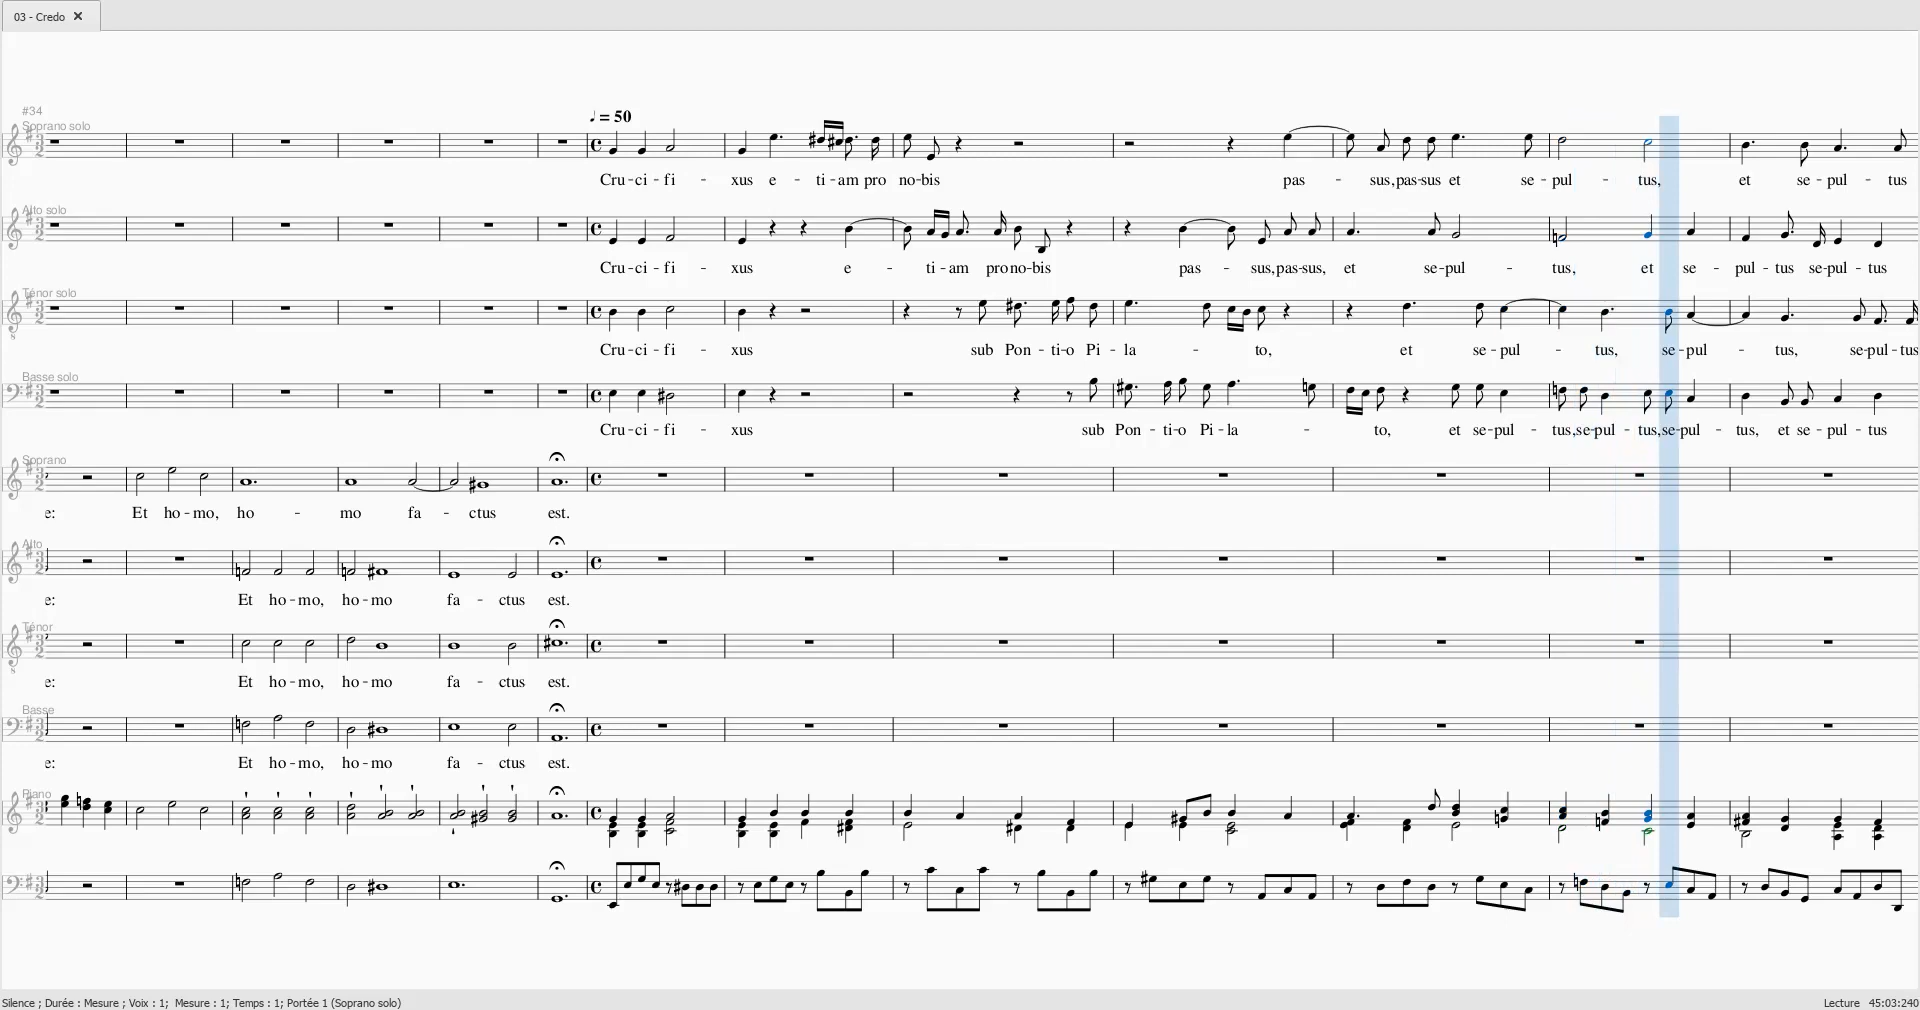 03 - Credo
#34
♩ = 50
Soprano solo
Cru - ci - fi - xus e - ti - am pro no - bis pas - sus, pas - sus et se - pul - tus, et se - pul - tus
Alto solo
Cru - ci - fi - xus e - ti - am pro no - bis pas - sus, pas - sus, et se - pul - tus, et se - pul - tus se - pul - tus
Ténor solo
Cru - ci - fi - xus sub Pon - ti - o Pi - la - to, et se - pul - tus, se - pul - tus, se - pul - tus
Basse solo
Cru - ci - fi - xus sub Pon - ti - o Pi - la - to, et se - pul - tus, se - pul - tus, se - pul - tus, et se - pul - tus
Soprano
e: Et ho - mo, ho - mo fa - ctus est.
Alto
e: Et ho - mo, ho - mo fa - ctus est.
Ténor
e: Et ho - mo, ho - mo fa - ctus est.
Basse
e: Et ho - mo, ho - mo fa - ctus est.
Piano
Silence ; Durée : Mesure ; Voix : 1; Mesure : 1; Temps : 1; Portée 1 (Soprano solo) Lecture 45:03:240